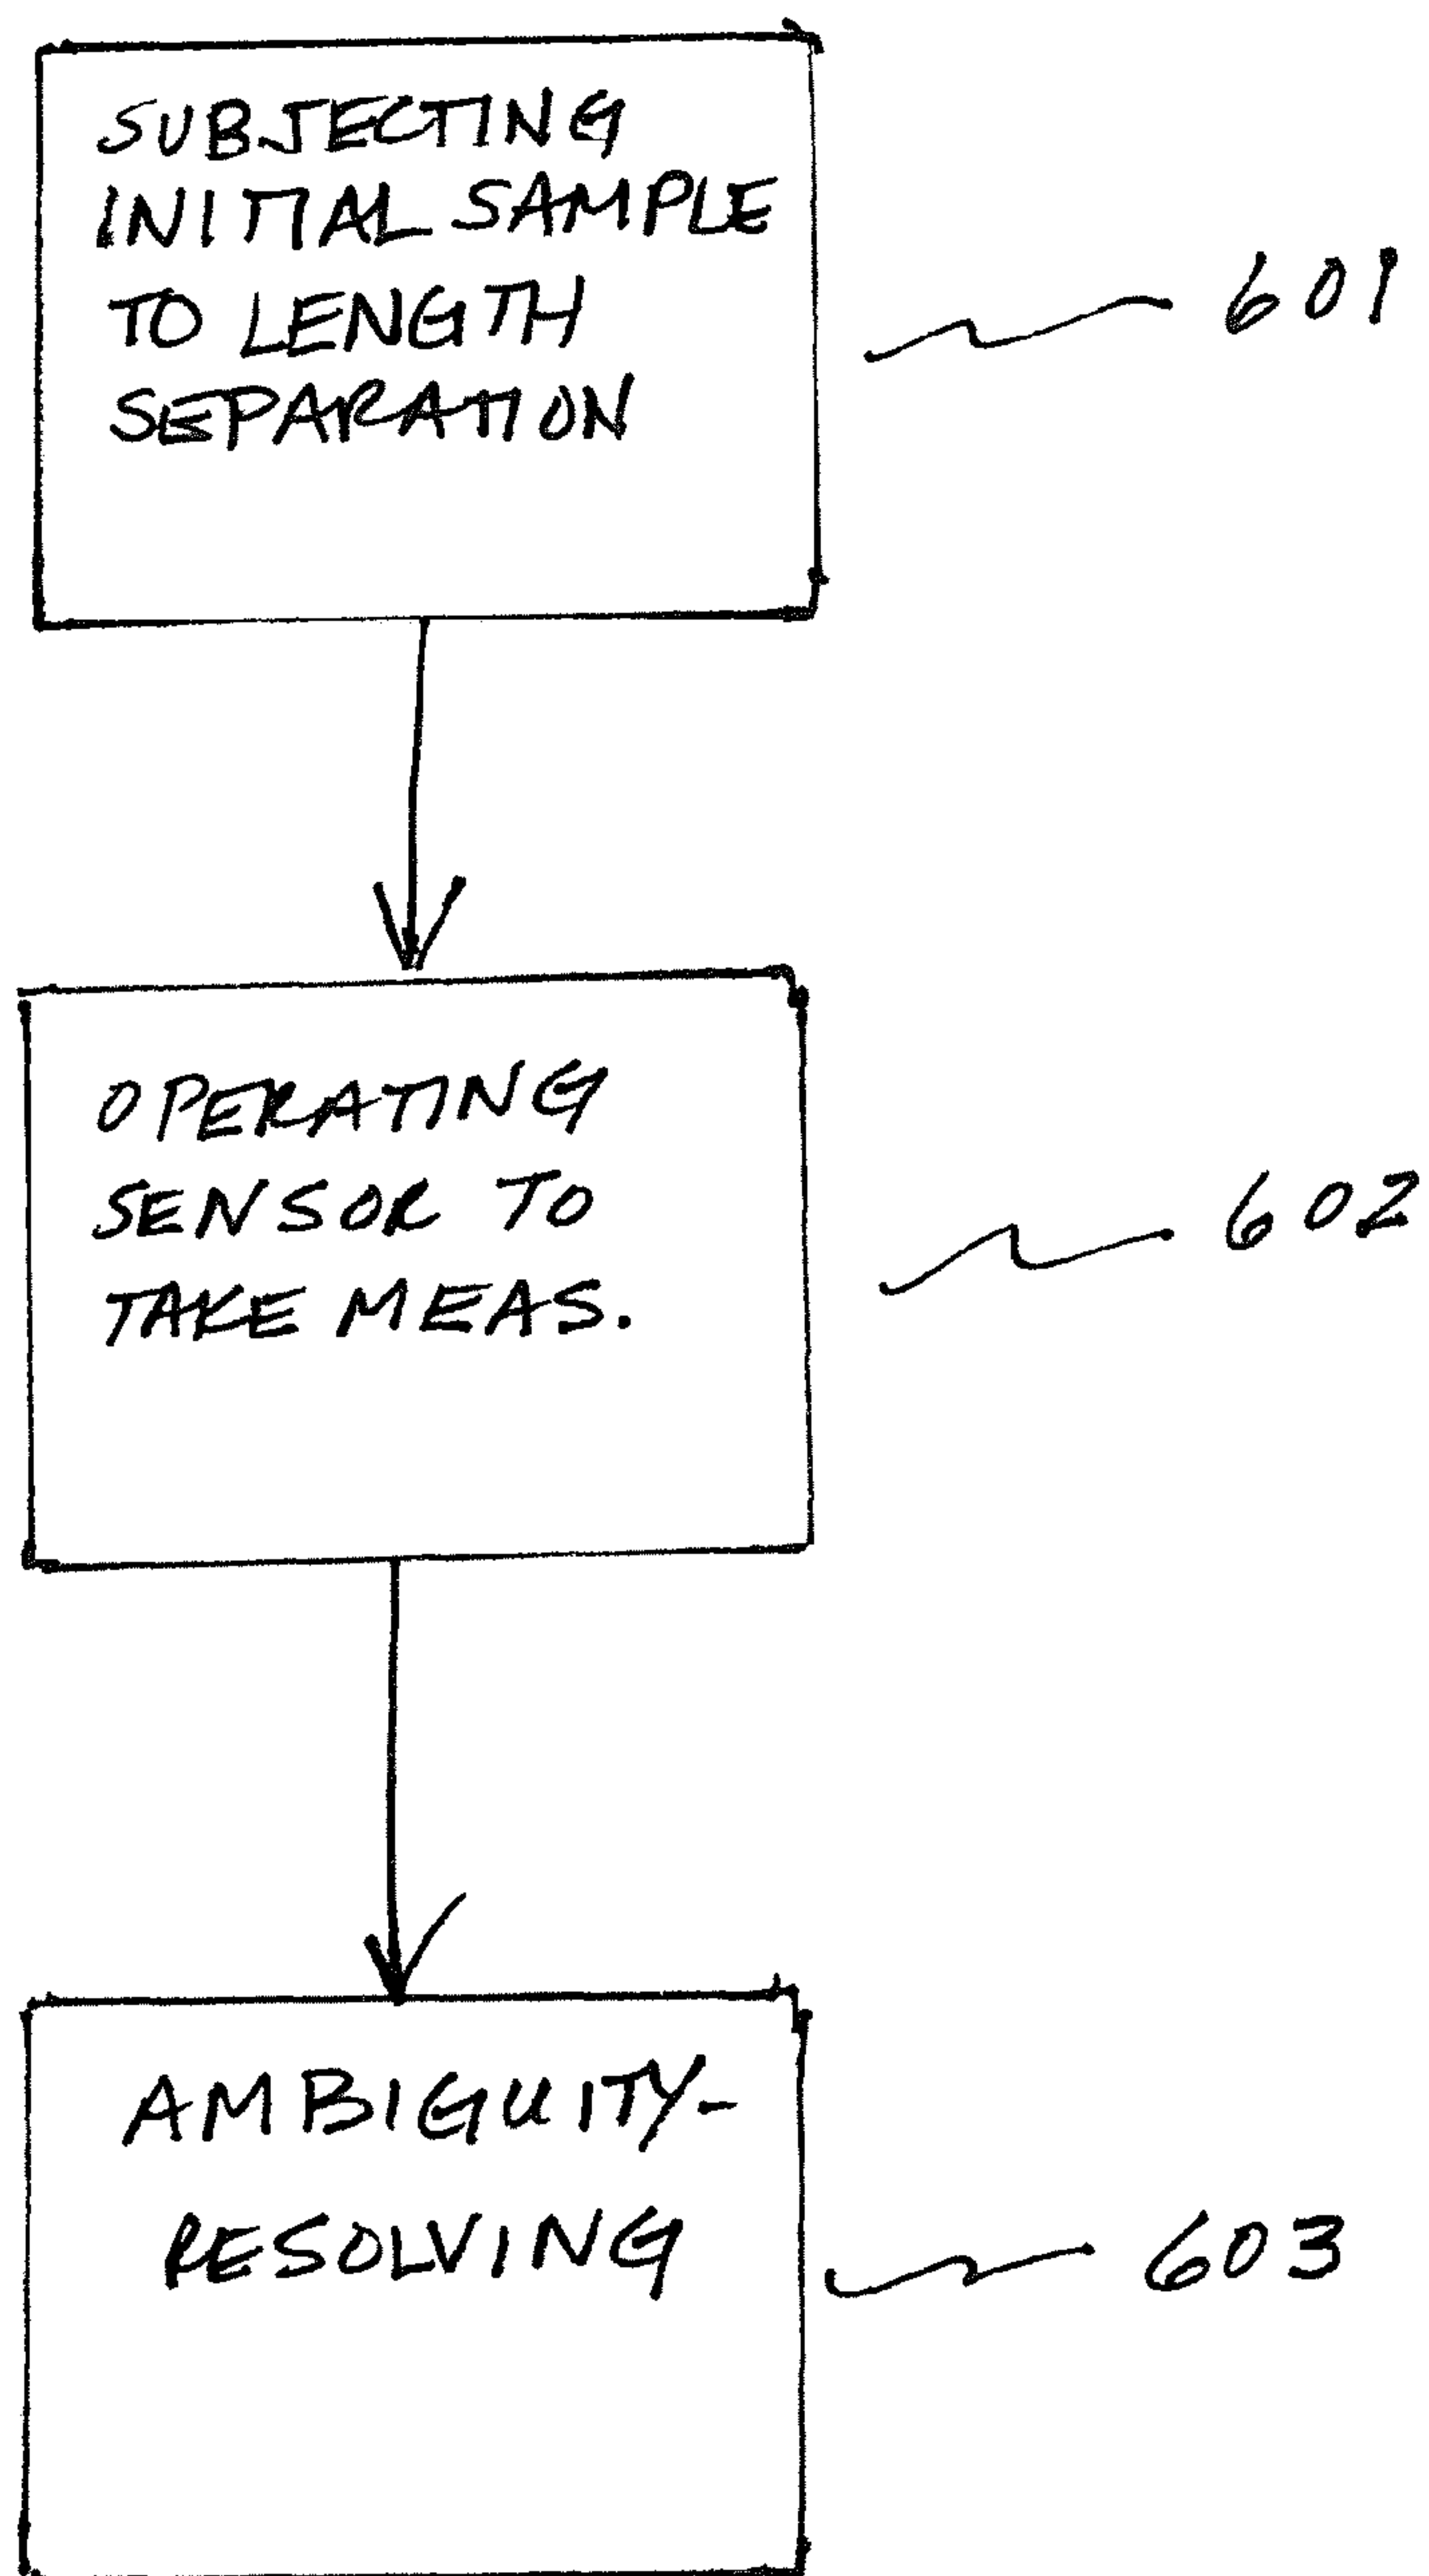 SUBJECTING
INITIAL SAMPLE
TO LENGTH
SEPARATION
601
OPERATING
SENSOR TO
TAKE MEAS.
602
AMBIGUITY-
RESOLVING
603